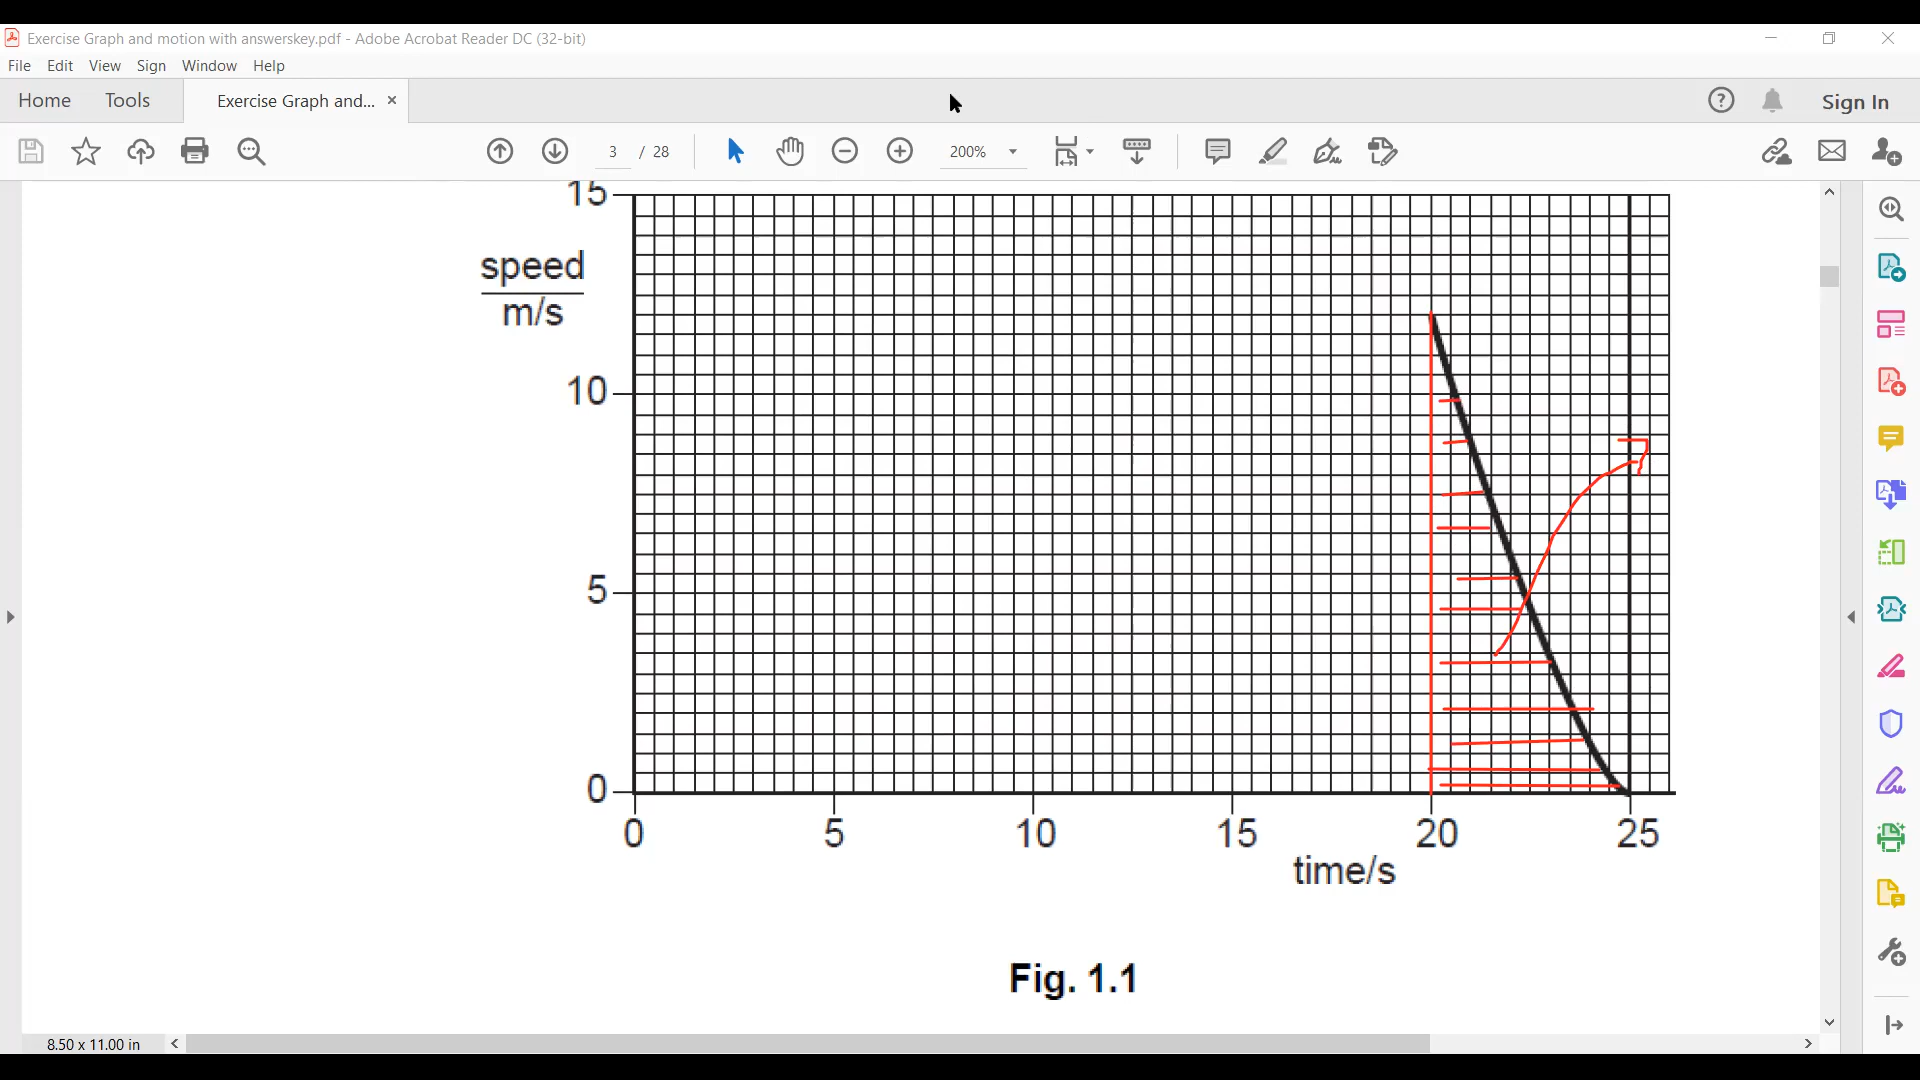 Exercise Graph and motion with answerskey.pdf - Adobe Acrobat Reader DC (32-bit)
File Edit View Sign Window Help
Home Tools Exercise Graph and... × Sign In
3 / 28 200%
15
speed
m/s
10
5
0
0 5 10 15 20 25
time/s
Fig. 1.1
8.50 x 11.00 in